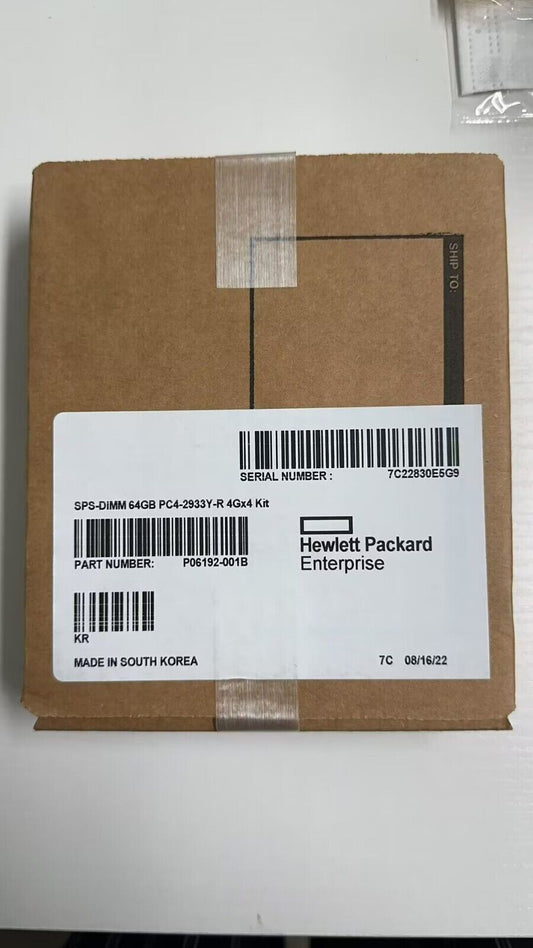 SHIP TO:
SERIAL NUMBER : 7C22830E5G9
SPS-DIMM 64GB PC4-2933Y-R 4Gx4 Kit
PART NUMBER: P06192-001B
Hewlett Packard
Enterprise
KR
MADE IN SOUTH KOREA 7C 08/16/22